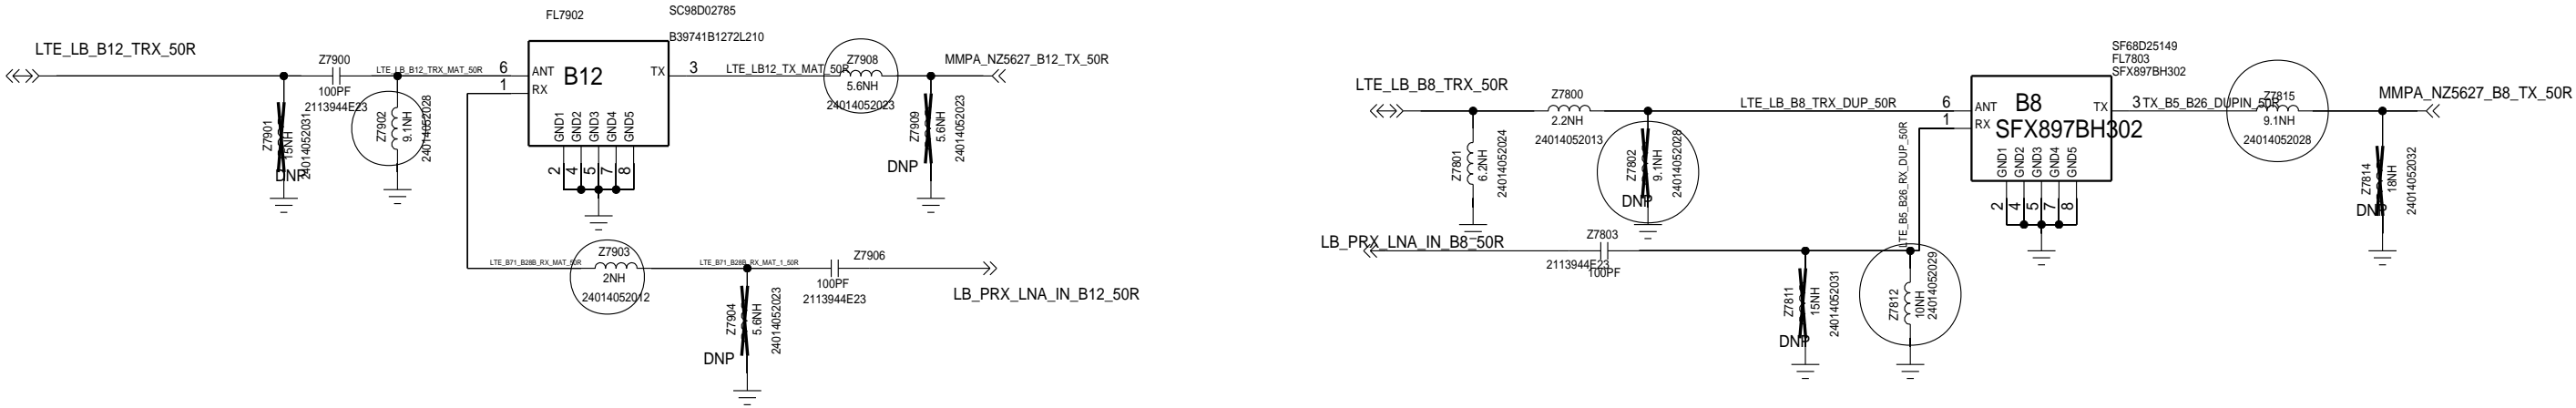 FL7902
SC98D02785
B39741B1272L210
LTE_LB_B12_TRX_50R
Z7900
LTE_LB_B12_TRX_MAT_50R
100PF
2113944E23
Z7901
15NH
24014052031
DNP
Z7902
9.1NH
24014052028
6
1
ANT
RX
B12
TX
3
GND1
GND2
GND3
GND4
GND5
2
4
5
7
8
LTE_LB12_TX_MAT_50R
Z7908
5.6NH
24014052023
MMPA_NZ5627_B12_TX_50R
Z7909
5.6NH
24014052023
DNP
LTE_B71_B28B_RX_MAT_50R
Z7903
2NH
24014052012
LTE_B71_B28B_RX_MAT_1_50R
Z7904
5.6NH
24014052023
DNP
Z7906
100PF
2113944E23
LB_PRX_LNA_IN_B12_50R
SF68D25149
FL7803
SFX897BH302
LTE_LB_B8_TRX_50R
Z7800
2.2NH
24014052013
Z7801
6.2NH
24014052024
Z7802
9.1NH
24014052028
DNP
LTE_LB_B8_TRX_DUP_50R
6
1
ANT
RX
B8
SFX897BH302
TX
3
GND1
GND2
GND3
GND4
GND5
2
4
5
7
8
TX_B5_B26_DUPIN_50R
Z7815
9.1NH
24014052028
MMPA_NZ5627_B8_TX_50R
Z7814
18NH
24014052032
DNP
LTE_B5_B26_RX_DUP_50R
LB_PRX_LNA_IN_B8_50R
Z7803
2113944E23
100PF
Z7811
15NH
24014052031
DNP
Z7812
10NH
24014052029